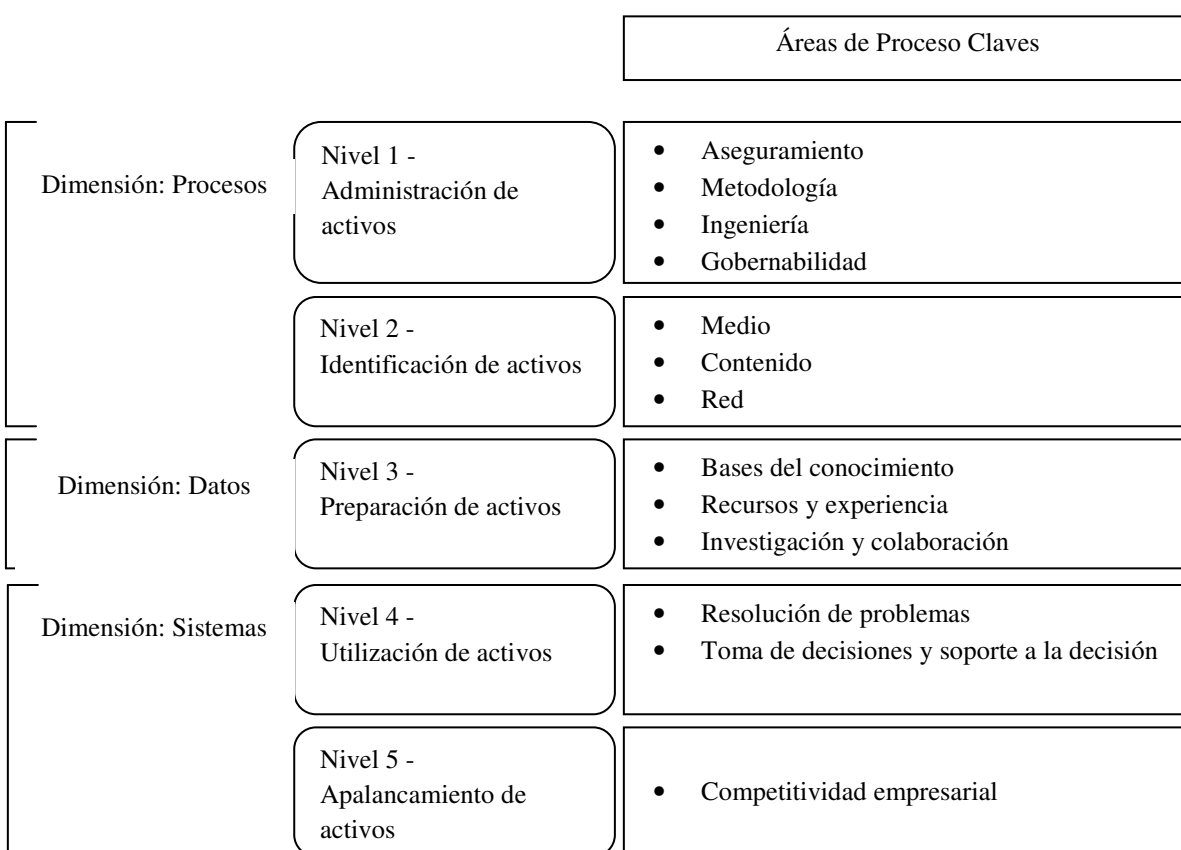 Áreas de Proceso Claves
Dimensión: Procesos
Nivel 1 -
Administración de
activos
• Aseguramiento
• Metodología
• Ingeniería
• Gobernabilidad
Nivel 2 -
Identificación de activos
• Medio
• Contenido
• Red
Dimensión: Datos
Nivel 3 -
Preparación de activos
• Bases del conocimiento
• Recursos y experiencia
• Investigación y colaboración
Dimensión: Sistemas
Nivel 4 -
Utilización de activos
• Resolución de problemas
• Toma de decisiones y soporte a la decisión
Nivel 5 -
Apalancamiento de
activos
• Competitividad empresarial